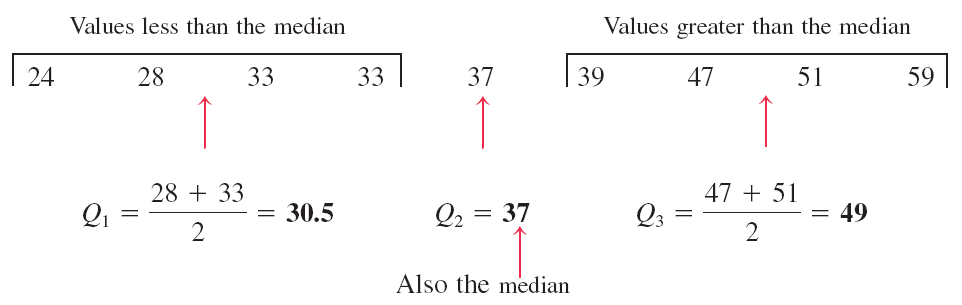 Values less than the median Values greater than the median
24 28 33 33 37 39 47 51 59
Q₁ = (28 + 33)/2 = 30.5 Q₂ = 37 Q₃ = (47 + 51)/2 = 49
Also the median